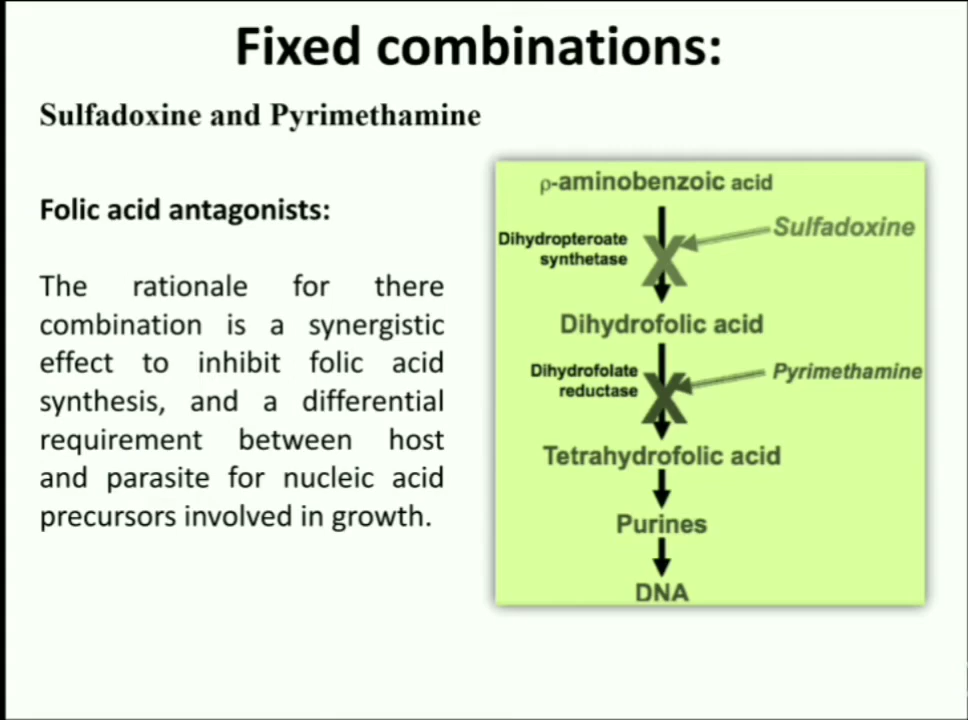 Fixed combinations:
Sulfadoxine and Pyrimethamine
Folic acid antagonists:
The rationale for there
combination is a synergistic
effect to inhibit folic acid
synthesis, and a differential
requirement between host
and parasite for nucleic acid
precursors involved in growth.
ρ-aminobenzoic acid
Sulfadoxine
Dihydropteroate
synthetase
X
Dihydrofolic acid
Dihydrofolate
reductase
X
Pyrimethamine
Tetrahydrofolic acid
Purines
DNA